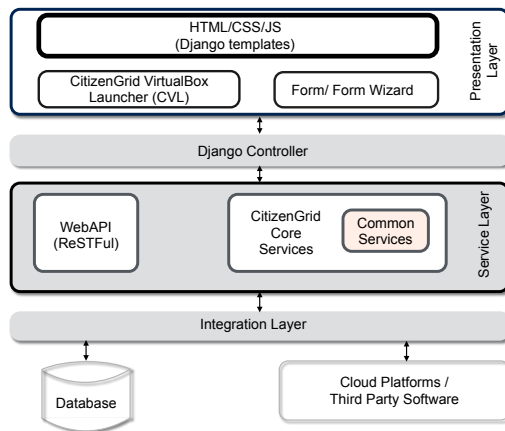 HTML/CSS/JS
(Django templates)
CitizenGrid VirtualBox
Launcher (CVL)
Form/ Form Wizard
Presentation
Layer
Django Controller
WebAPI
(ReSTFul)
CitizenGrid
Core
Services
Common
Services
Service Layer
Integration Layer
Database
Cloud Platforms /
Third Party Software